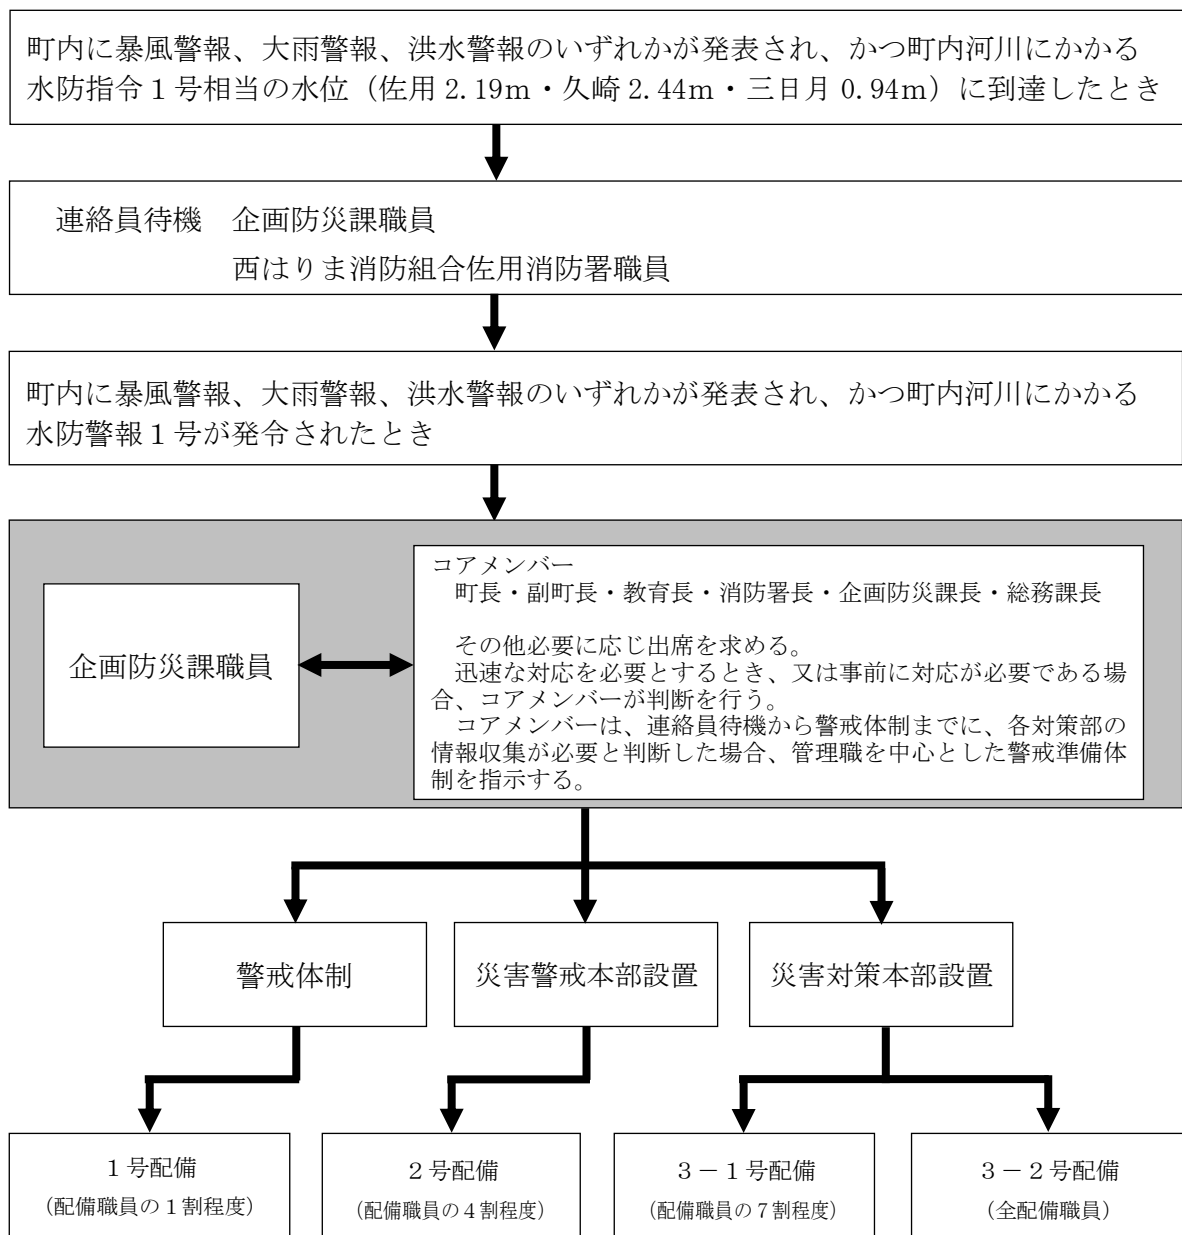 町内に暴風警報、大雨警報、洪水警報のいずれかが発表され、かつ町内河川にかかる
水防指令１号相当の水位（佐用 2.19ｍ・久崎 2.44ｍ・三日月 0.94ｍ）に到達したとき
連絡員待機　企画防災課職員
西はりま消防組合佐用消防署職員
町内に暴風警報、大雨警報、洪水警報のいずれかが発表され、かつ町内河川にかかる
水防警報１号が発令されたとき
企画防災課職員
コアメンバー
町長・副町長・教育長・消防署長・企画防災課長・総務課長
その他必要に応じ出席を求める。
迅速な対応を必要とするとき、又は事前に対応が必要である場
合、コアメンバーが判断を行う。
コアメンバーは、連絡員待機から警戒体制までに、各対策部の
情報収集が必要と判断した場合、管理職を中心とした警戒準備体
制を指示する。
警戒体制
災害警戒本部設置
災害対策本部設置
１号配備
（配備職員の１割程度）
２号配備
（配備職員の４割程度）
３－１号配備
（配備職員の７割程度）
３－２号配備
（全配備職員）